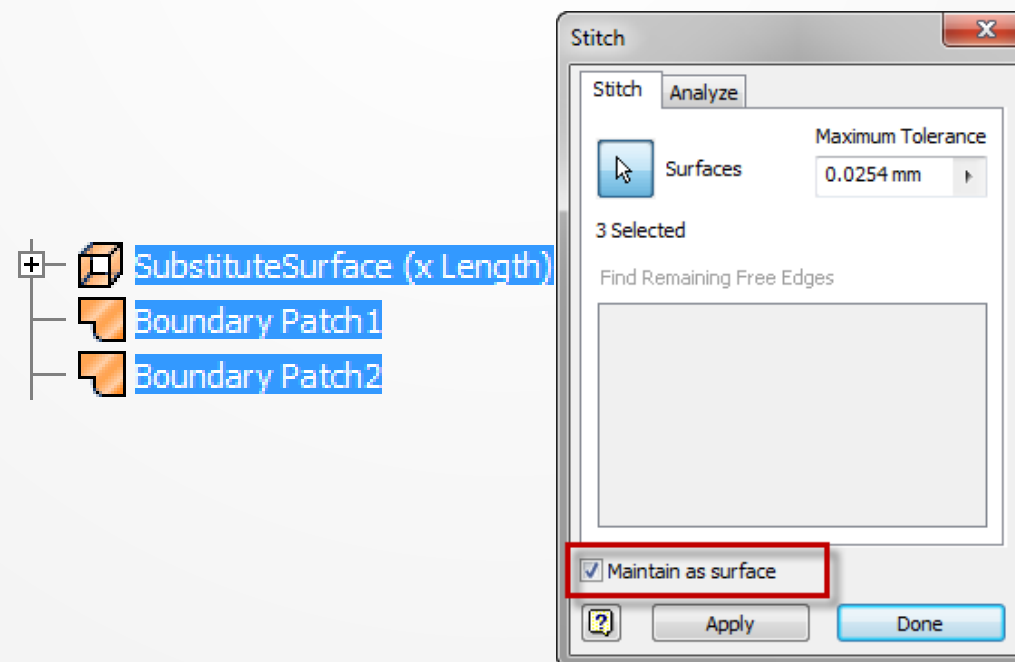 SubstituteSurface (x Length)
Boundary Patch1
Boundary Patch2
Stitch
Stitch Analyze
Maximum Tolerance
Surfaces
0.0254 mm
3 Selected
Find Remaining Free Edges
Maintain as surface
Apply Done